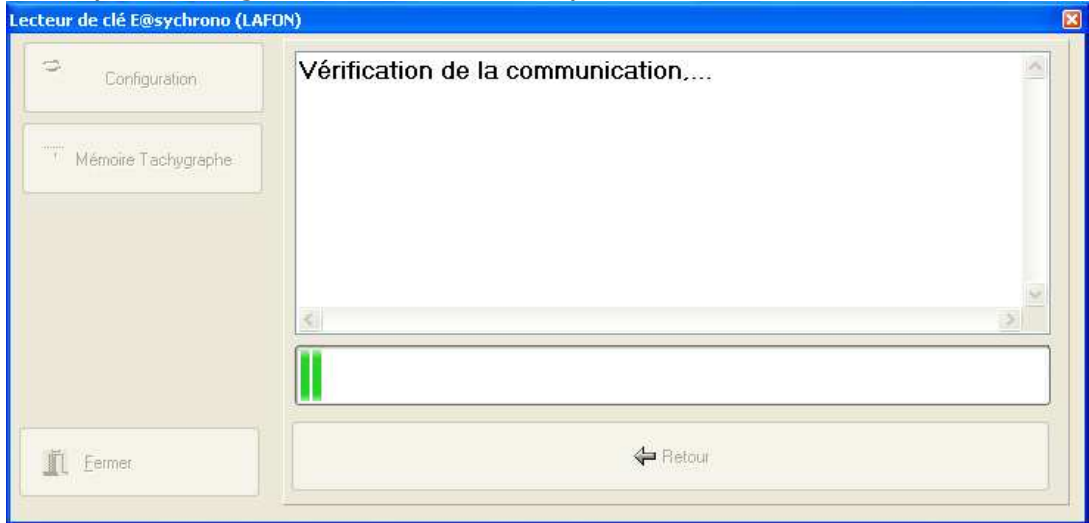 Lecteur de clé E@sychrono (LAFON)
Configuration
Mémoire Tachygraphe
Vérification de la communication,...
Fermer
Retour